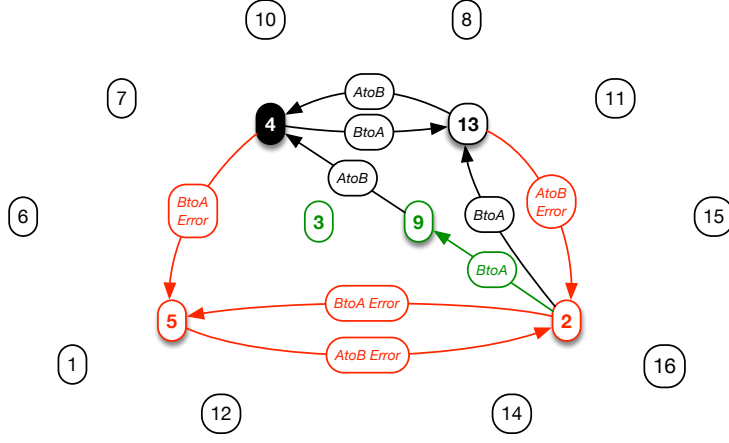 10
8
7
AtoB
11
4
BtoA
13
AtoB
BtoA
Error
AtoB
Error
6
3
9
BtoA
15
BtoA
5
BtoA Error
2
AtoB Error
1
16
12
14